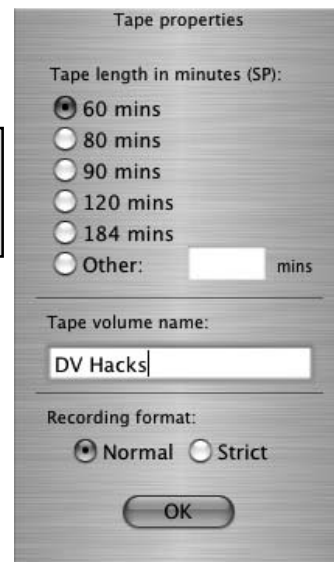 Tape properties
Tape length in minutes (SP):
60 mins
80 mins
90 mins
120 mins
184 mins
Other: mins
Tape volume name:
DV Hacks
Recording format:
Normal Strict
OK